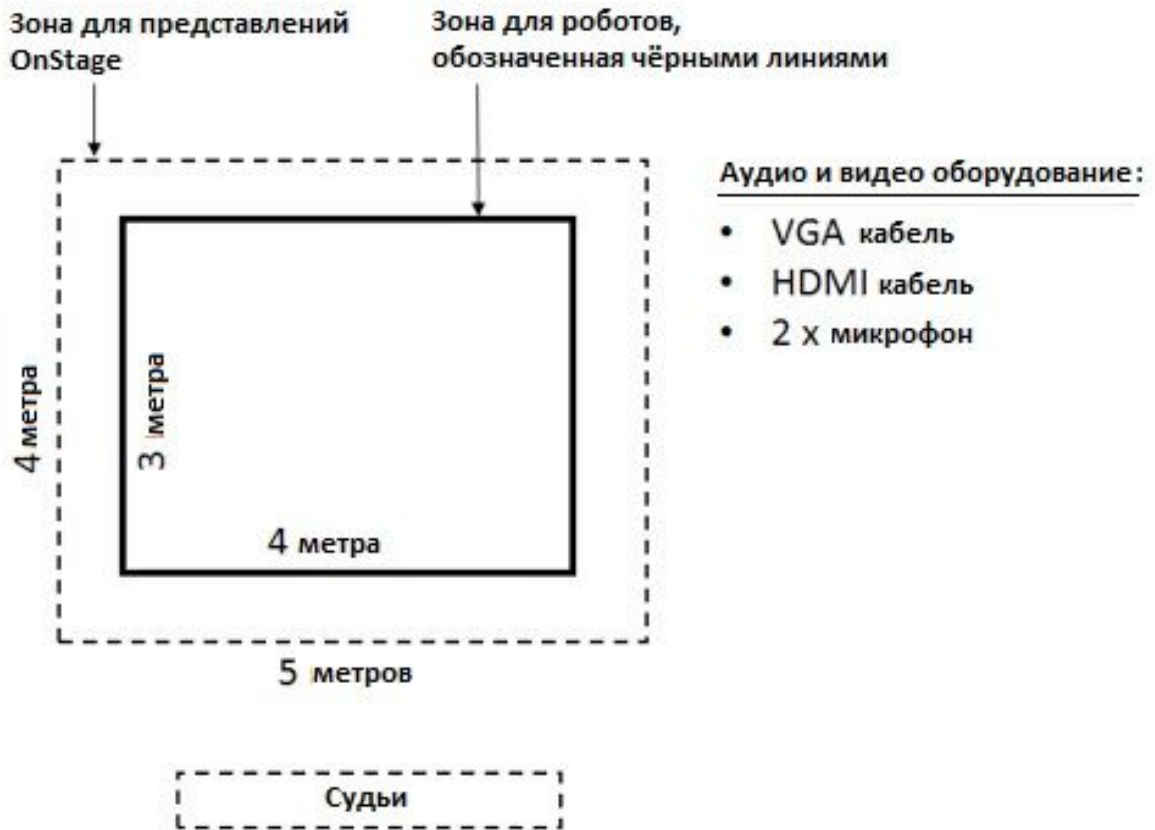 Зона для представлений
OnStage
Зона для роботов,
обозначенная чёрными линиями
Аудио и видео оборудование:
• VGA кабель
• HDMI кабель
• 2 x микрофон
4 метра
3 метра
4 метра
5 метров
Судьи